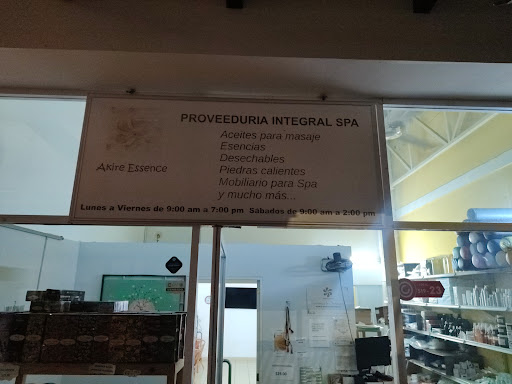 PROVEEDURIA INTEGRAL SPA
Aceites para masaje
Esencias
Desechables
Piedras calientes
Mobiliario para Spa
y mucho más...
Akire Essence
Lunes a Viernes de 9:00 am a 7:00 pm Sábados de 9:00 am a 2:00 pm